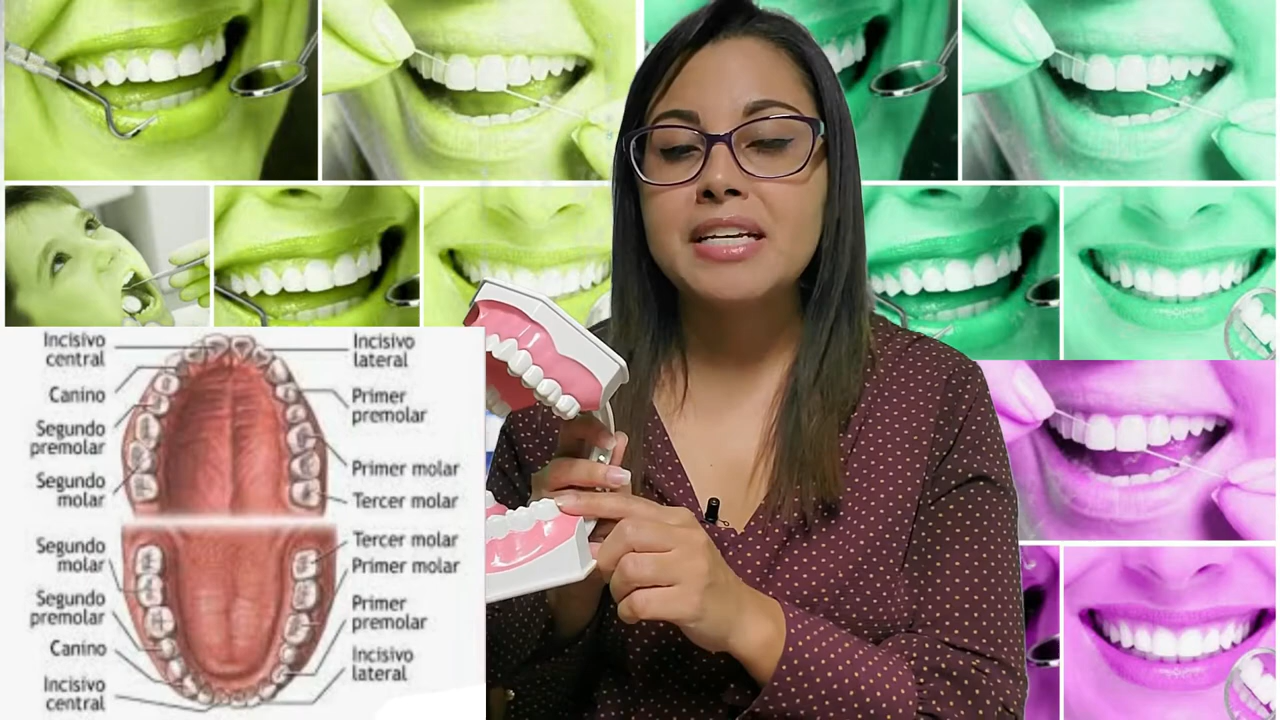 Incisivo
central
Canino
Segundo
premolar
Segundo
molar
Incisivo
lateral
Primer
premolar
Primer molar
Tercer molar
Segundo
molar
Segundo
premolar
Canino
Incisivo
central
Tercer molar
Primer molar
Primer
premolar
Incisivo
lateral